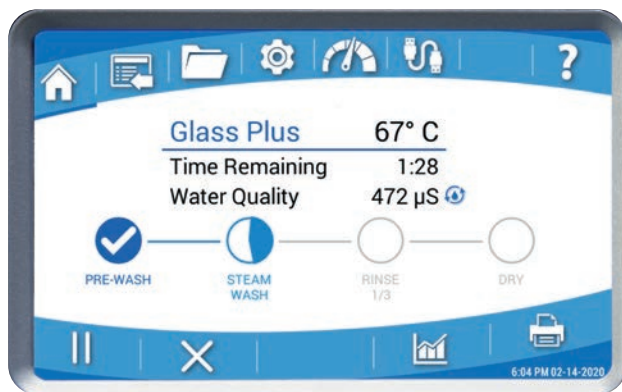 ?
Glass Plus 67° C
Time Remaining 1:28
Water Quality 472 µS
PRE-WASH
STEAM
WASH
RINSE
1/3
DRY
6:04 PM 02-14-2020